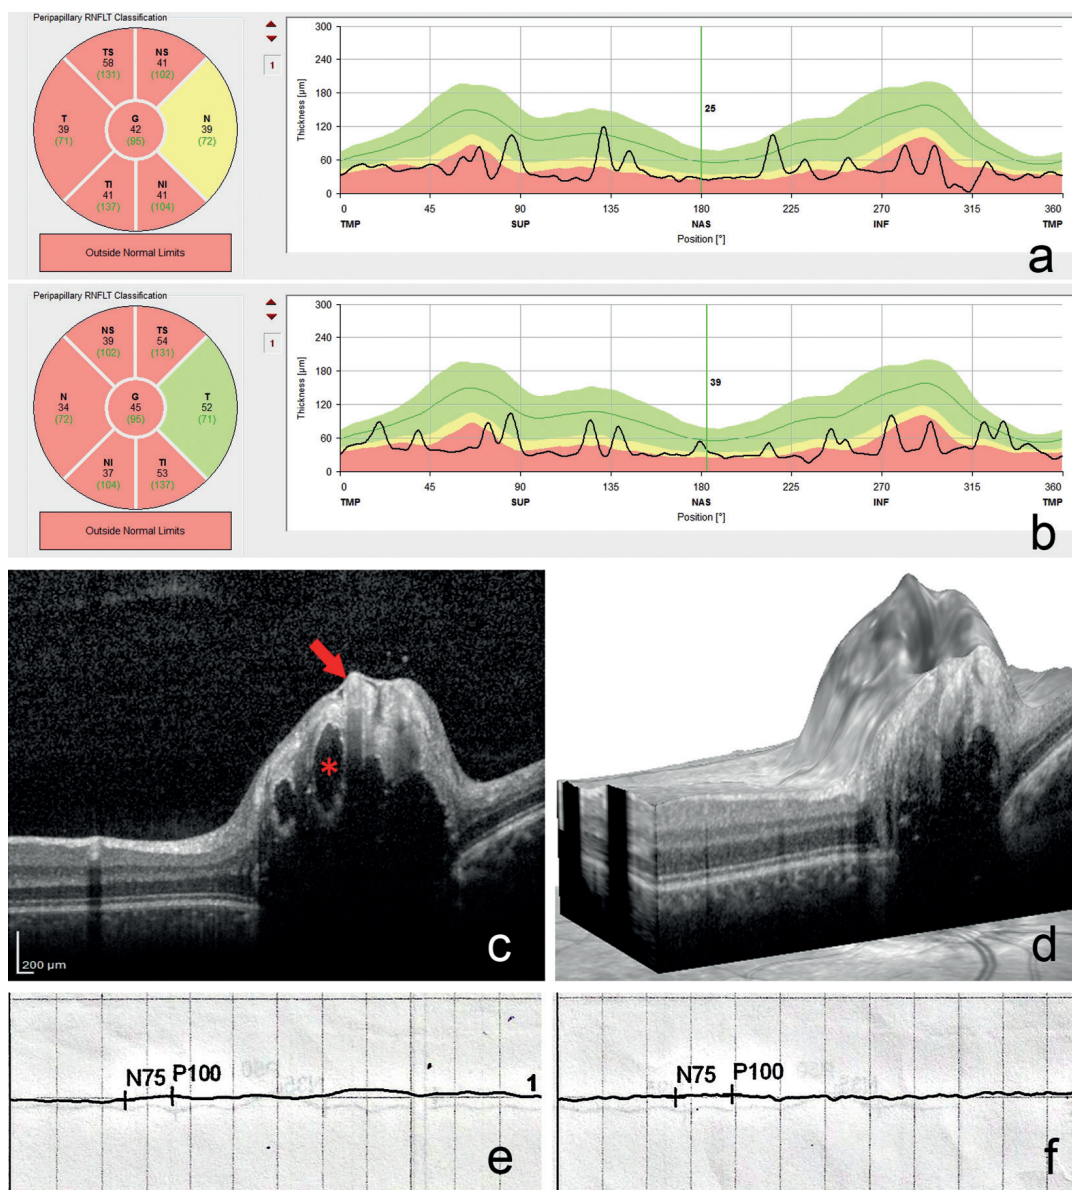 Peripapillary RNFLT Classification
TS
58
(131)
NS
41
(102)
T
39
(71)
G
42
(95)
N
39
(72)
TI
41
(137)
NI
41
(104)
Outside Normal Limits
1
Thickness [µm]
300
240
180
120
60
0
25
0 45 90 135 180 225 270 315 360
TMP SUP NAS INF TMP
Position [°]
a
Peripapillary RNFLT Classification
NS
39
(102)
TS
54
(131)
N
34
(72)
G
45
(95)
T
52
(71)
NI
37
(104)
TI
53
(137)
Outside Normal Limits
1
Thickness [µm]
300
240
180
120
60
0
39
0 45 90 135 180 225 270 315 360
TMP SUP NAS INF TMP
Position [°]
b
*
200 µm
c
d
N75 P100
1
e
N75 P100
f